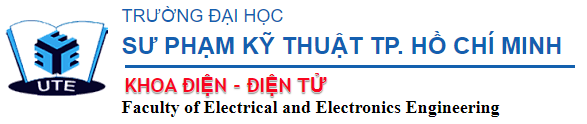 TRƯỜNG ĐẠI HỌC
SƯ PHẠM KỸ THUẬT TP. HỒ CHÍ MINH
KHOA ĐIỆN - ĐIỆN TỬ
Faculty of Electrical and Electronics Engineering
UTE